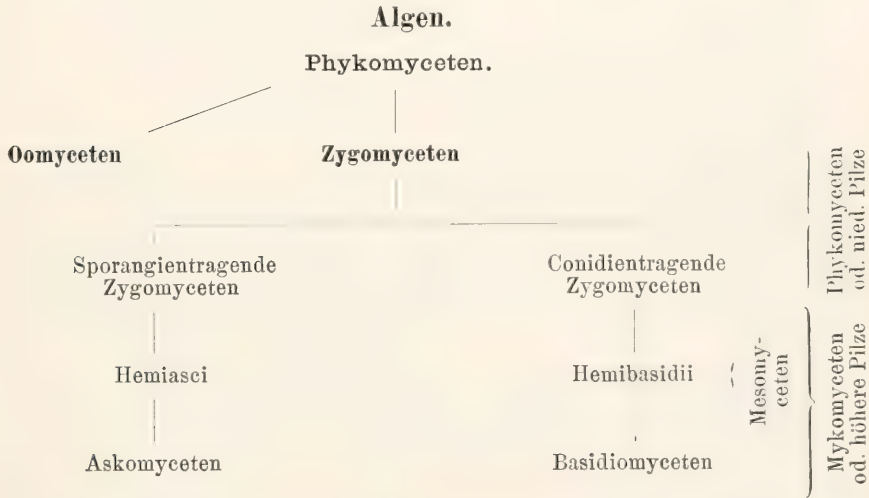 Algen.
Phykomyceten.
Oomyceten
Zygomyceten
Sporangientragende
Zygomyceten
Conidientragende
Zygomyceten
Hemiasci
Hemibasidii
Askomyceten
Basidiomyceten
Mesomy-
ceten
Phykomyceten
od. nied. Pilze
Mykomyceten
od. höhere Pilze